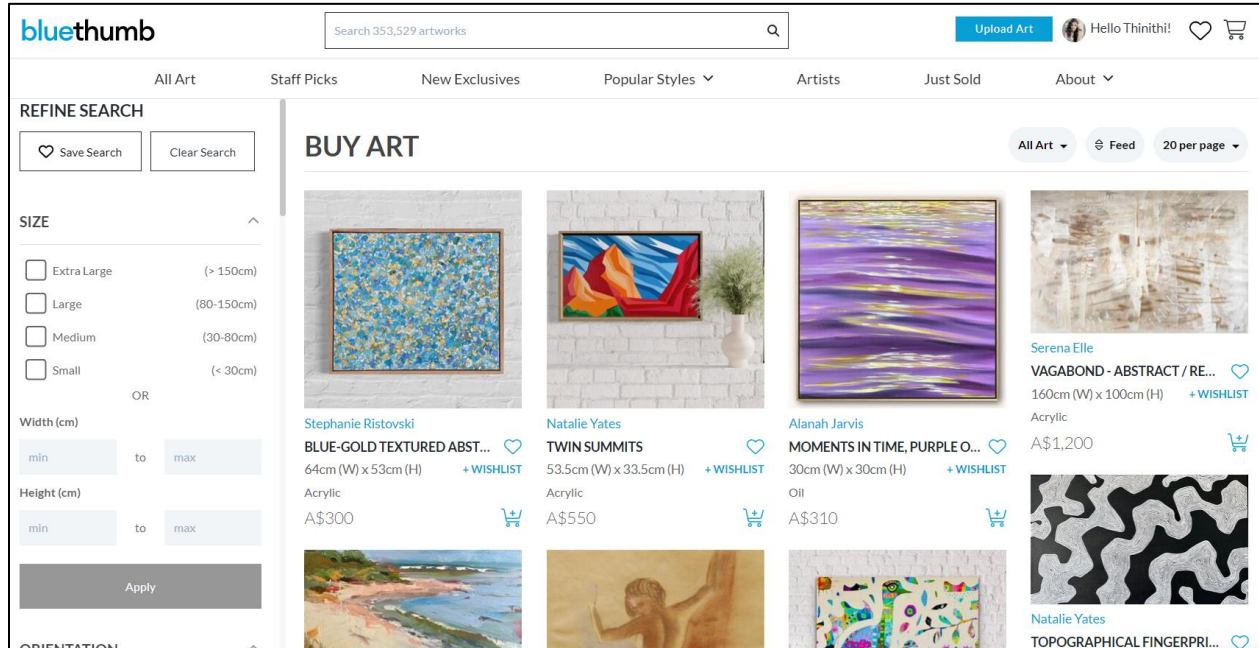 bluethumb
Search 353,529 artworks
Upload Art
Hello Thinithi!
All Art
Staff Picks
New Exclusives
Popular Styles
Artists
Just Sold
About
REFINE SEARCH
Save Search
Clear Search
SIZE
Extra Large (> 150cm)
Large (80-150cm)
Medium (30-80cm)
Small (< 30cm)
OR
Width (cm)
min to max
Height (cm)
min to max
Apply
ORIENTATION
BUY ART
All Art
Feed
20 per page
Stephanie Ristovski
BLUE-GOLD TEXTURED ABST...
64cm (W) x 53cm (H) + WISHLIST
Acrylic
A$300
Natalie Yates
TWIN SUMMITS
53.5cm (W) x 33.5cm (H) + WISHLIST
Acrylic
A$550
Alanah Jarvis
MOMENTS IN TIME, PURPLE O...
30cm (W) x 30cm (H) + WISHLIST
Oil
A$310
Serena Elle
VAGABOND - ABSTRACT / RE...
160cm (W) x 100cm (H) + WISHLIST
Acrylic
A$1,200
Natalie Yates
TOPOGRAPHICAL FINGERPRI...